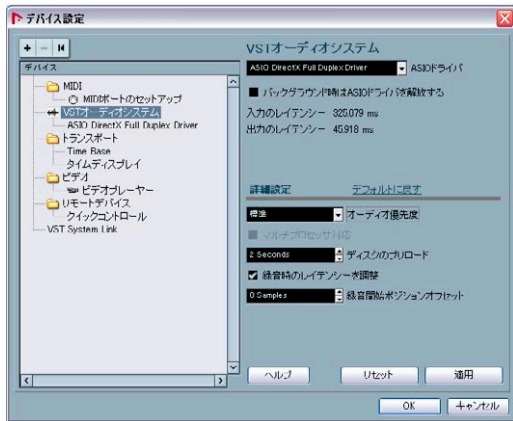 デバイス設定
デバイス
MIDI
MIDIポートのセットアップ
VSTオーディオシステム
ASIO DirectX Full Duplex Driver
トランスポート
Time Base
タイムディスプレイ
ビデオ
ビデオプレーヤー
リモートデバイス
クイックコントロール
VST System Link
VSTオーディオシステム
ASIO DirectX Full Duplex Driver ASIOドライバ
バックグラウンド時はASIOドライバを解放する
入力のレイテンシー 325.079 ms
出力のレイテンシー 45.918 ms
詳細設定 デフォルトに戻す
標準 オーディオ優先度
マルチプロセッサ対応
2 Seconds ディスクのプリロード
録音時のレイテンシーを調整
0 Samples 録音開始ポジションオフセット
ヘルプ リセット 適用
OK キャンセル